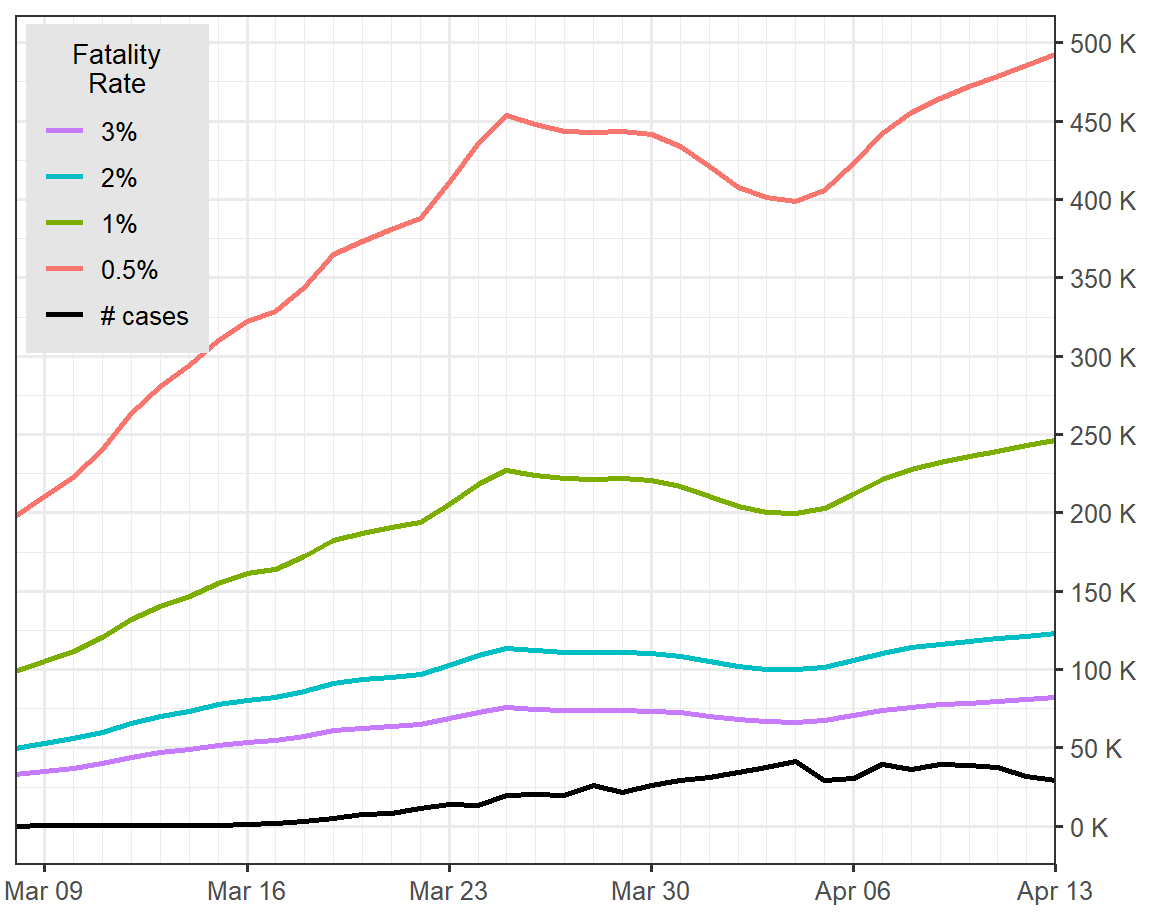 Fatality
Rate
3%
2%
1%
0.5%
# cases
500 K
450 K
400 K
350 K
300 K
250 K
200 K
150 K
100 K
50 K
0 K
Mar 09 Mar 16 Mar 23 Mar 30 Apr 06 Apr 13